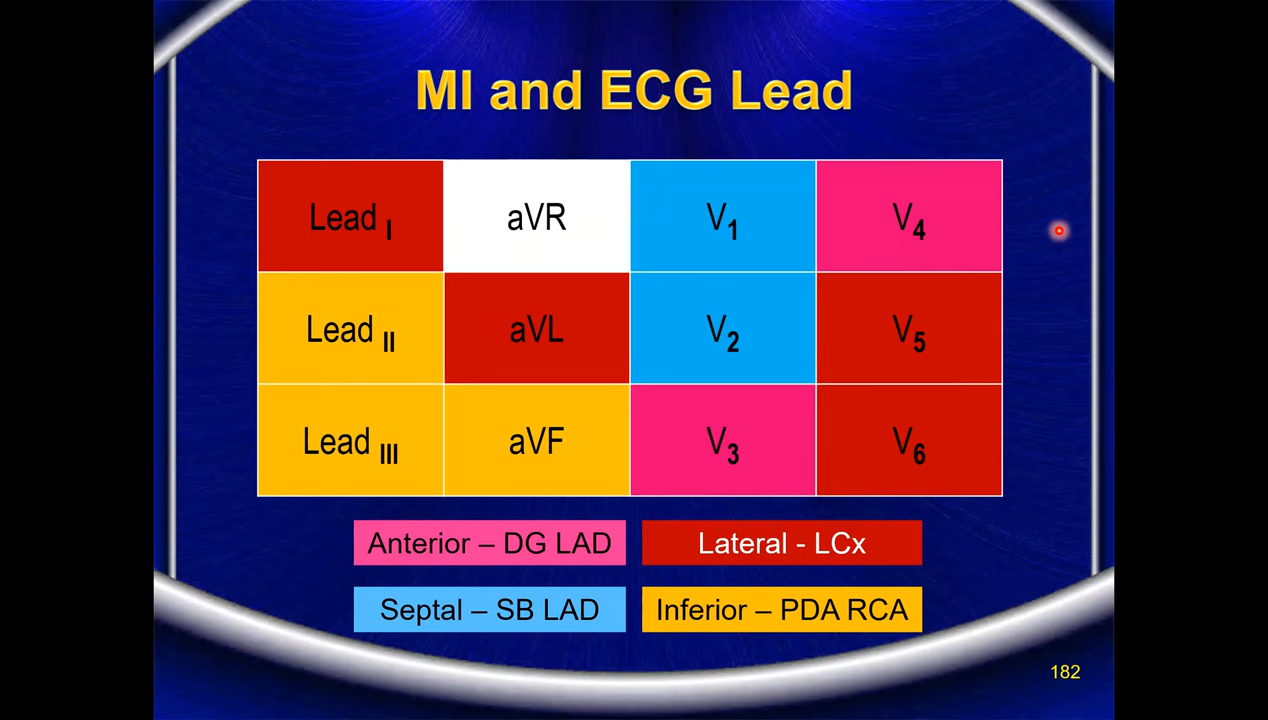 MI and ECG Lead
Lead I aVR V1 V4
Lead II aVL V2 V5
Lead III aVF V3 V6
Anterior – DG LAD Lateral - LCx
Septal – SB LAD Inferior – PDA RCA
182